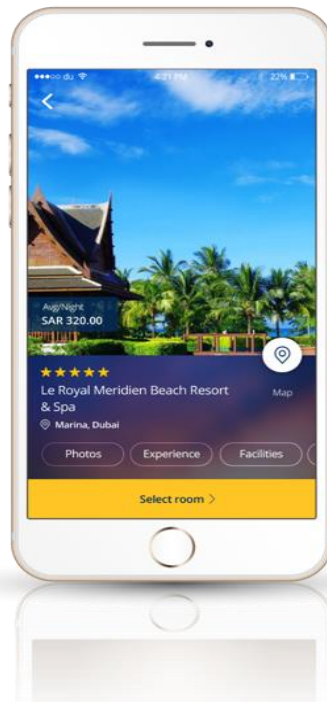 du 4:21 PM 22%
Avg/Night
SAR 320.00
Le Royal Meridien Beach Resort
& Spa
Map
Marina, Dubai
Photos Experience Facilities
Select room >